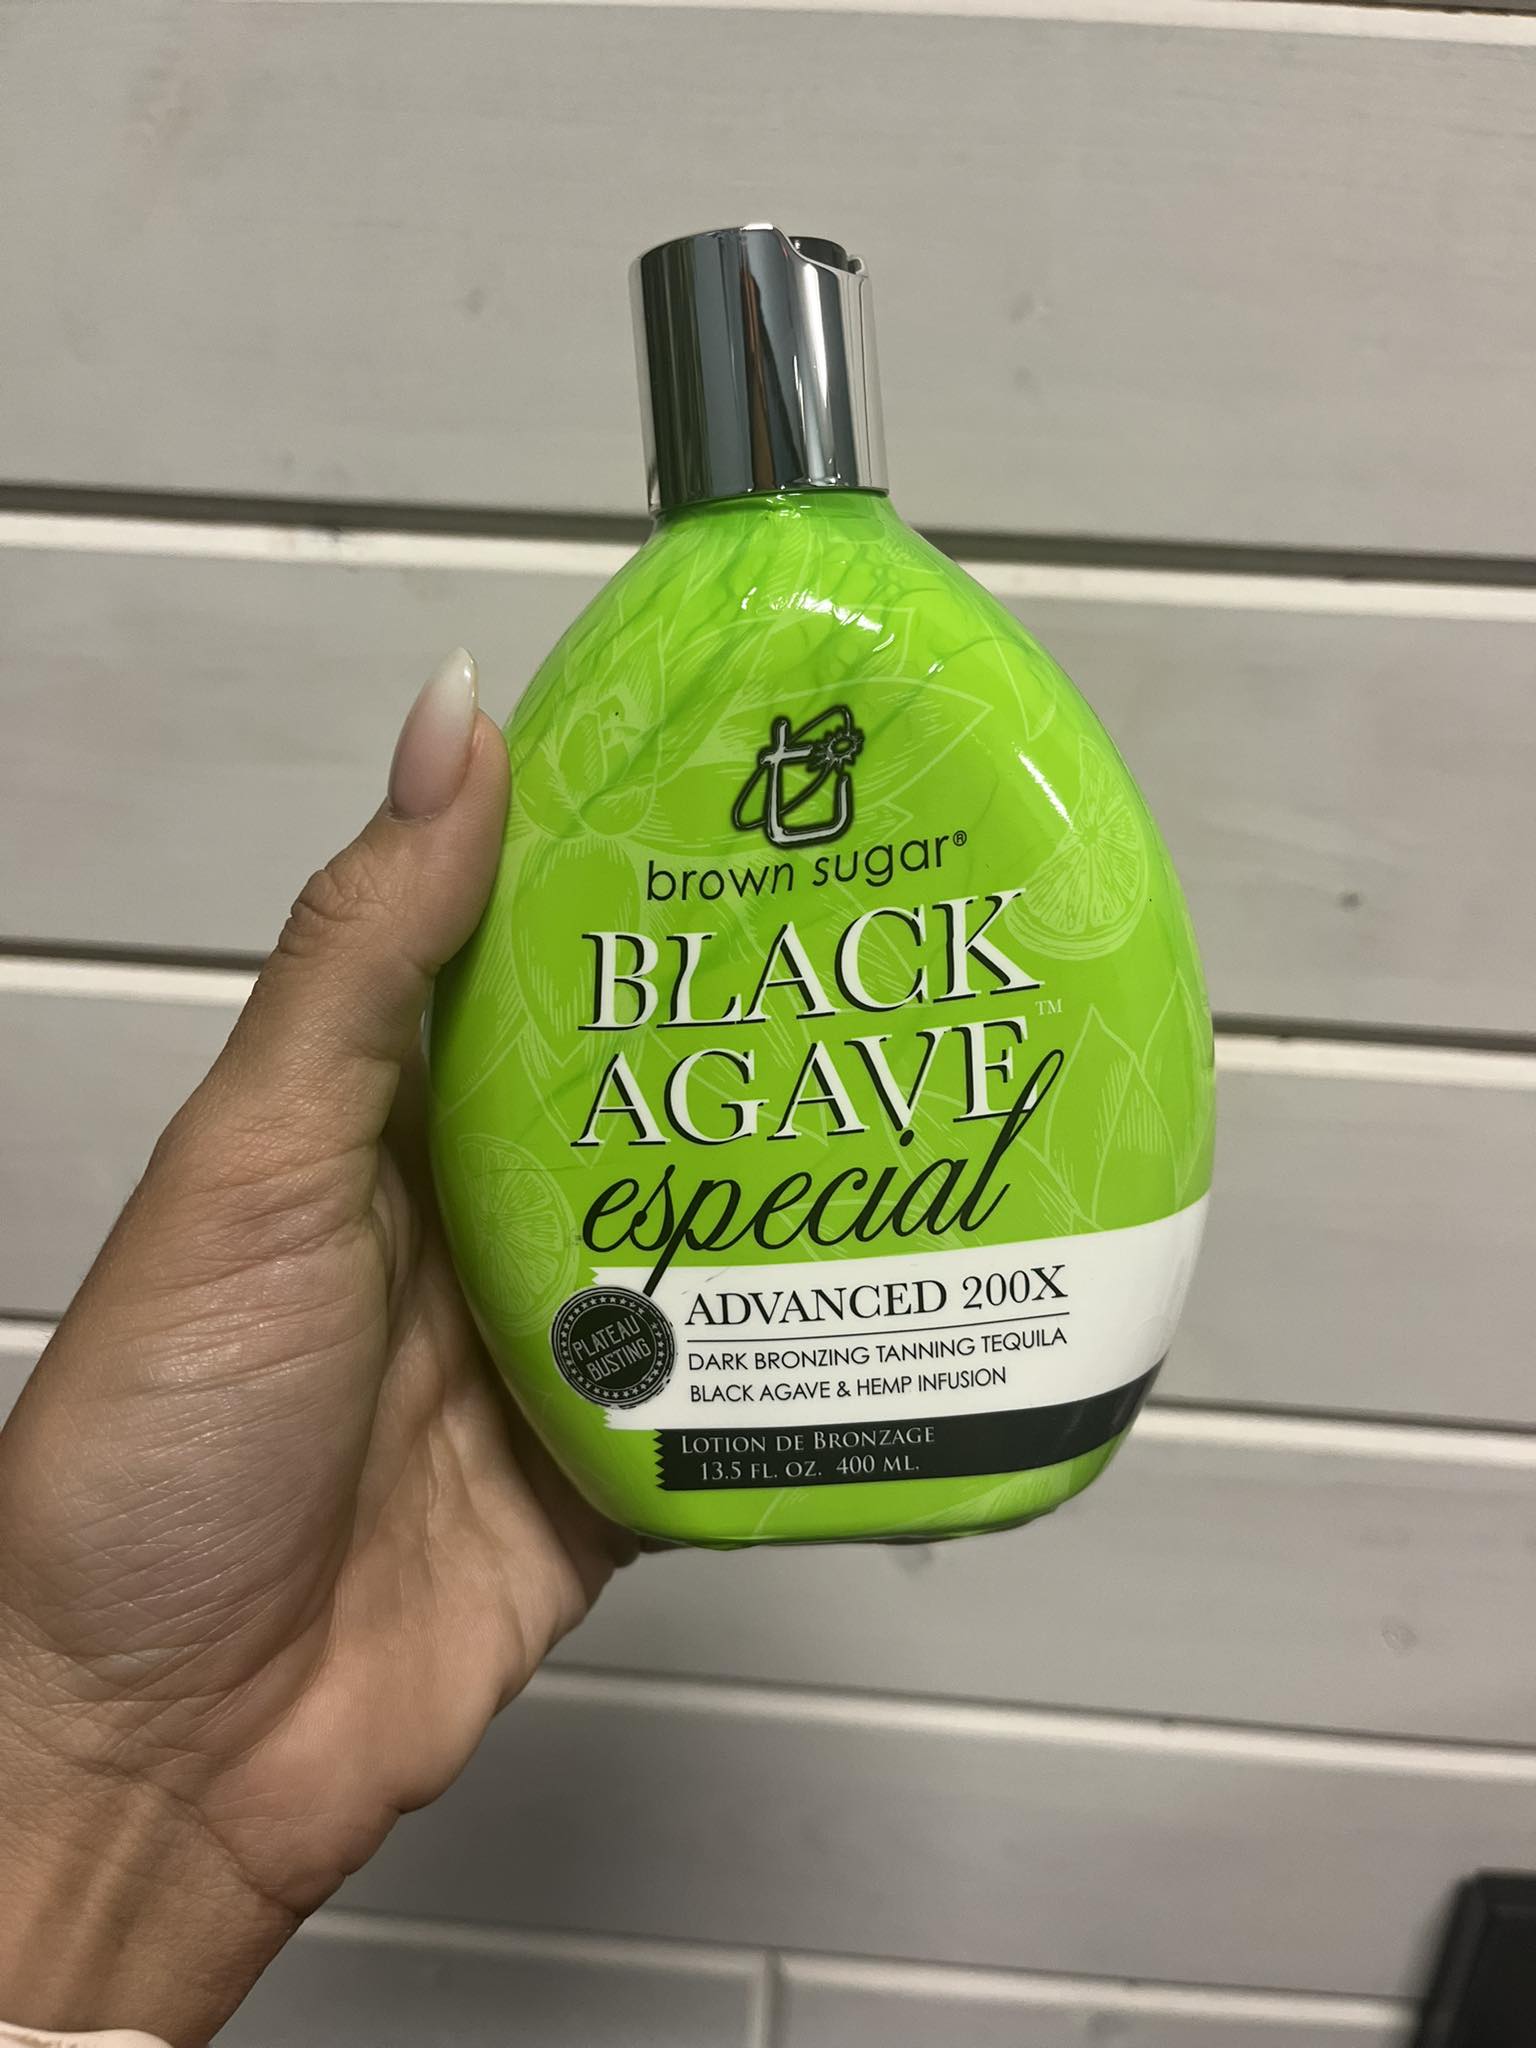 brown sugar®
BLACK
AGAVE™
especial
ADVANCED 200X
PLATEAU
BUSTING
DARK BRONZING TANNING TEQUILA
BLACK AGAVE & HEMP INFUSION
LOTION DE BRONZAGE
13.5 FL. OZ. 400 ML.